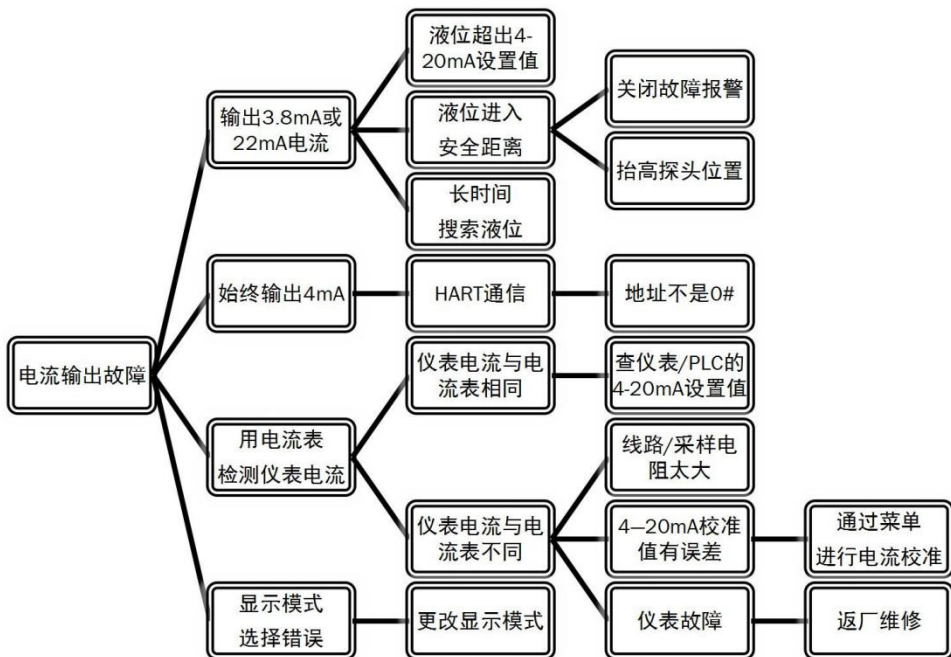 液位超出4-
20mA设置值
输出3.8mA或
22mA电流
液位进入
安全距离
关闭故障报警
抬高探头位置
长时间
搜索液位
始终输出4mA
HART通信
地址不是0#
电流输出故障
仪表电流与电
流表相同
查仪表/PLC的
4-20mA设置值
用电流表
检测仪表电流
线路/采样电
阻太大
仪表电流与电
流表不同
4—20mA校准
值有误差
通过菜单
进行电流校准
显示模式
选择错误
更改显示模式
仪表故障
返厂维修